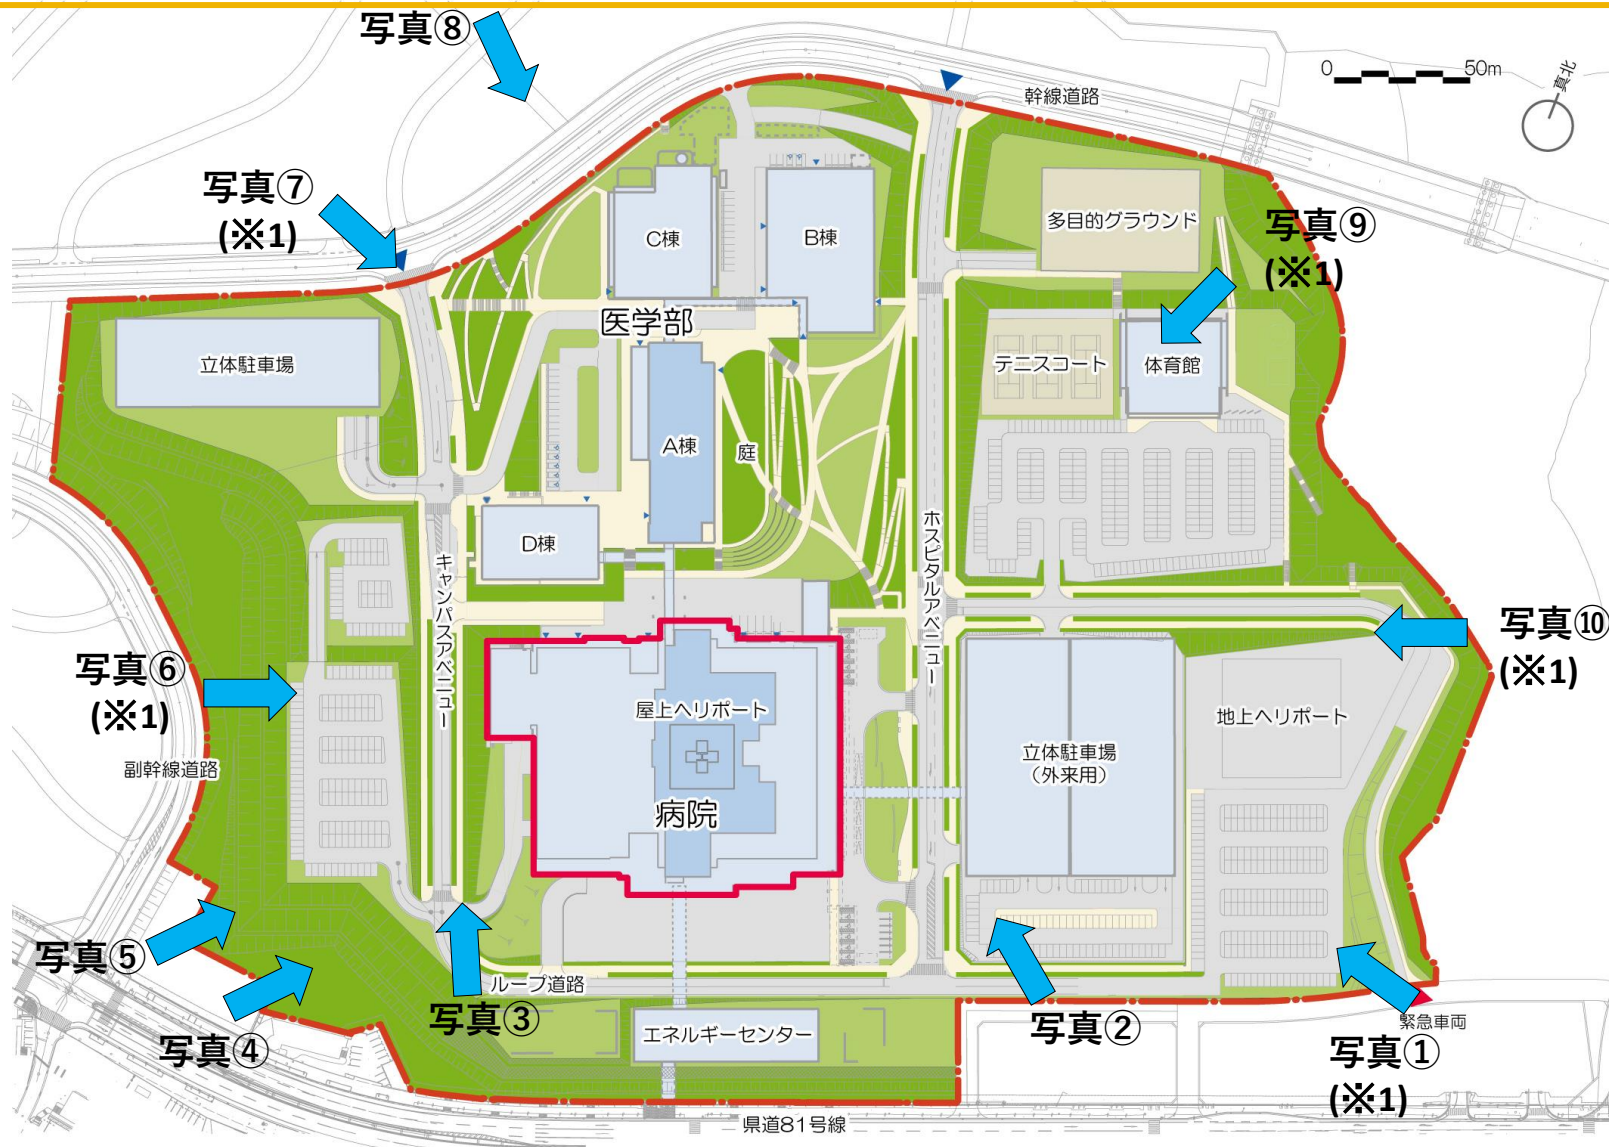 写真⑧
0 50m
真北
幹線道路
写真⑦
(※1)
C棟
B棟
多目的グラウンド
写真⑨
(※1)
医学部
立体駐車場
テニスコート
体育館
A棟
庭
D棟
キャンパスアベニュー
ホスピタルアベニュー
写真⑥
(※1)
写真⑩
(※1)
屋上ヘリポート
地上ヘリポート
副幹線道路
立体駐車場
(外来用)
病院
写真⑤
ループ道路
写真③
写真②
エネルギーセンター
写真④
緊急車両
写真①
(※1)
県道81号線